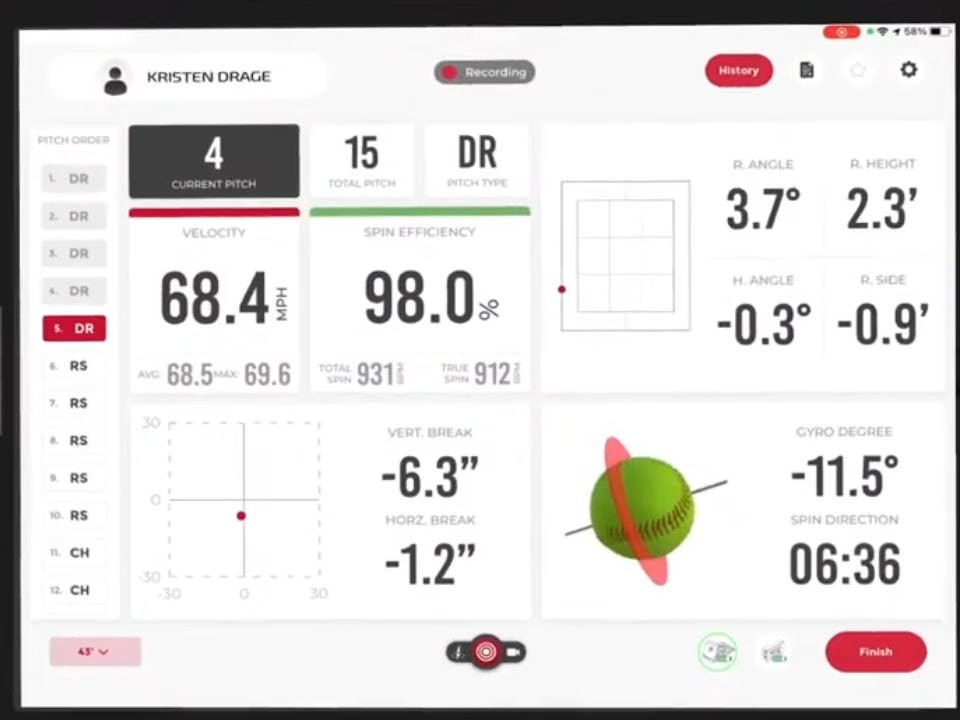 58%
KRISTEN DRAGE
Recording
History
PITCH ORDER
1. DR
2. DR
3. DR
4. DR
5. DR
6. RS
7. RS
8. RS
9. RS
10. RS
11. CH
12. CH
4
CURRENT PITCH
15
TOTAL PITCH
DR
PITCH TYPE
VELOCITY
68.4 MPH
AVG: 68.5 MAX: 69.6
SPIN EFFICIENCY
98.0 %
TOTAL SPIN 931
TRUE SPIN 912
R. ANGLE
3.7°
R. HEIGHT
2.3’
H. ANGLE
-0.3°
R. SIDE
-0.9’
30
0
-30
-30 0 30
VERT. BREAK
-6.3”
HORZ. BREAK
-1.2”
GYRO DEGREE
-11.5°
SPIN DIRECTION
06:36
43'
Finish